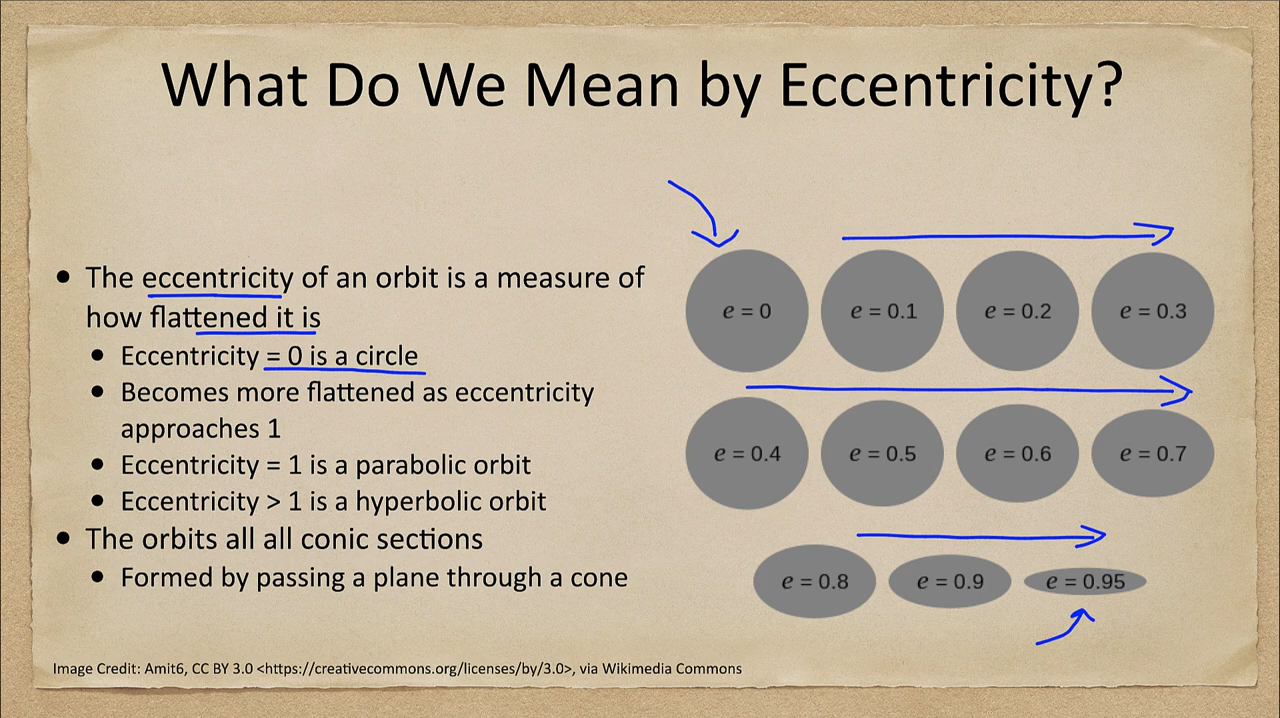 What Do We Mean by Eccentricity?
• The eccentricity of an orbit is a measure of
how flattened it is
• Eccentricity = 0 is a circle
• Becomes more flattened as eccentricity
approaches 1
• Eccentricity = 1 is a parabolic orbit
• Eccentricity > 1 is a hyperbolic orbit
• The orbits all all conic sections
• Formed by passing a plane through a cone
e = 0
e = 0.1
e = 0.2
e = 0.3
e = 0.4
e = 0.5
e = 0.6
e = 0.7
e = 0.8
e = 0.9
e = 0.95
Image Credit: Amit6, CC BY 3.0 <https://creativecommons.org/licenses/by/3.0>, via Wikimedia Commons